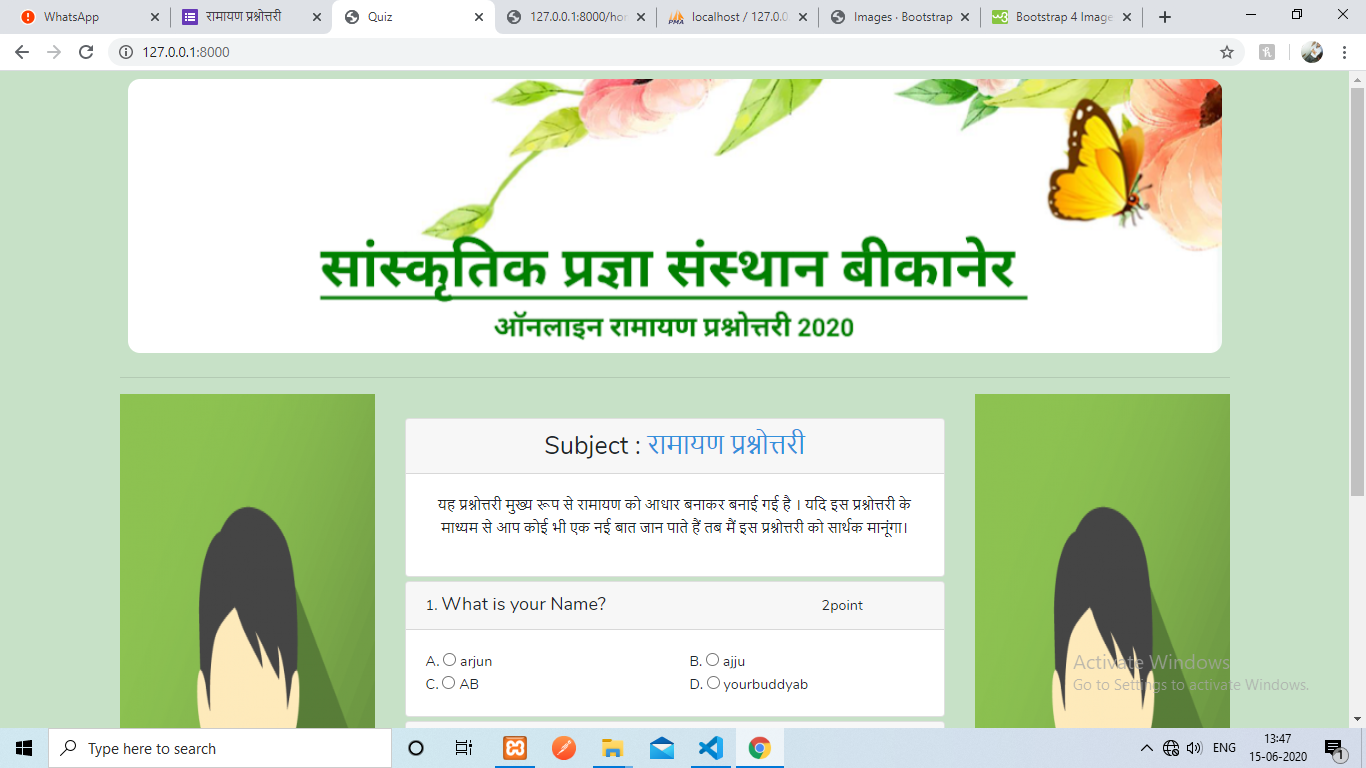 WhatsApp
रामायण प्रश्नोत्तरी
Quiz
127.0.0.1:8000/hor
localhost / 127.0.0
Images · Bootstrap
Bootstrap 4 Image
127.0.0.1:8000
सांस्कृतिक प्रज्ञा संस्थान बीकानेर
ऑनलाइन रामायण प्रश्नोत्तरी 2020
Subject : रामायण प्रश्नोत्तरी
यह प्रश्नोत्तरी मुख्य रूप से रामायण को आधार बनाकर बनाई गई है । यदि इस प्रश्नोत्तरी के
माध्यम से आप कोई भी एक नई बात जान पाते हैं तब मैं इस प्रश्नोत्तरी को सार्थक मानूंगा।
1. What is your Name? 2point
A. arjun B. ajju
C. AB D. yourbuddyab
Activate Windows
Go to Settings to activate Windows.
Type here to search
ENG
13:47
15-06-2020
1